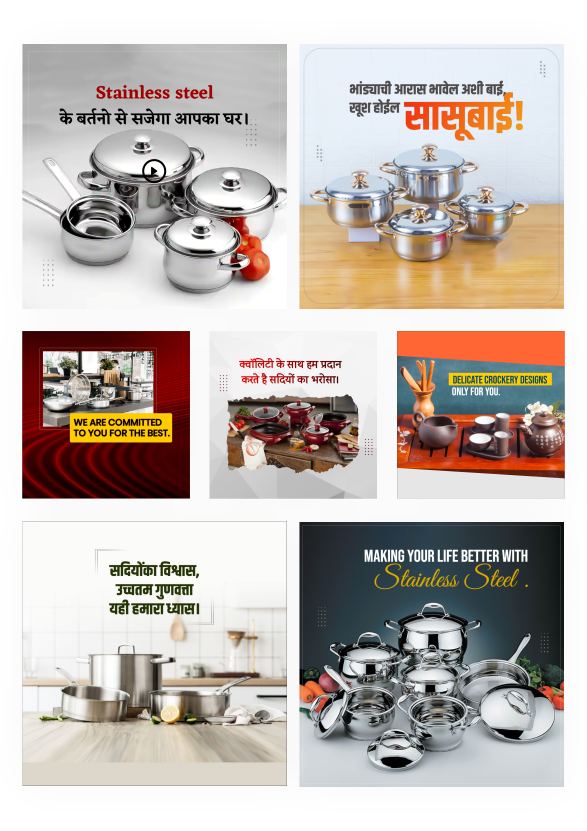 Stainless steel
के बर्तनो से सजेगा आपका घर।
भांड्याची आरास भावेल अशी बाई,
खूश होईल सासूबाई!
WE ARE COMMITTED
TO YOU FOR THE BEST.
क्वॉलिटी के साथ हम प्रदान
करते है सदियों का भरोसा।
DELICATE CROCKERY DESIGNS
ONLY FOR YOU.
सदियोंका विश्वास,
उच्चतम गुणवत्ता
यही हमारा ध्यास।
MAKING YOUR LIFE BETTER WITH
Stainless Steel .